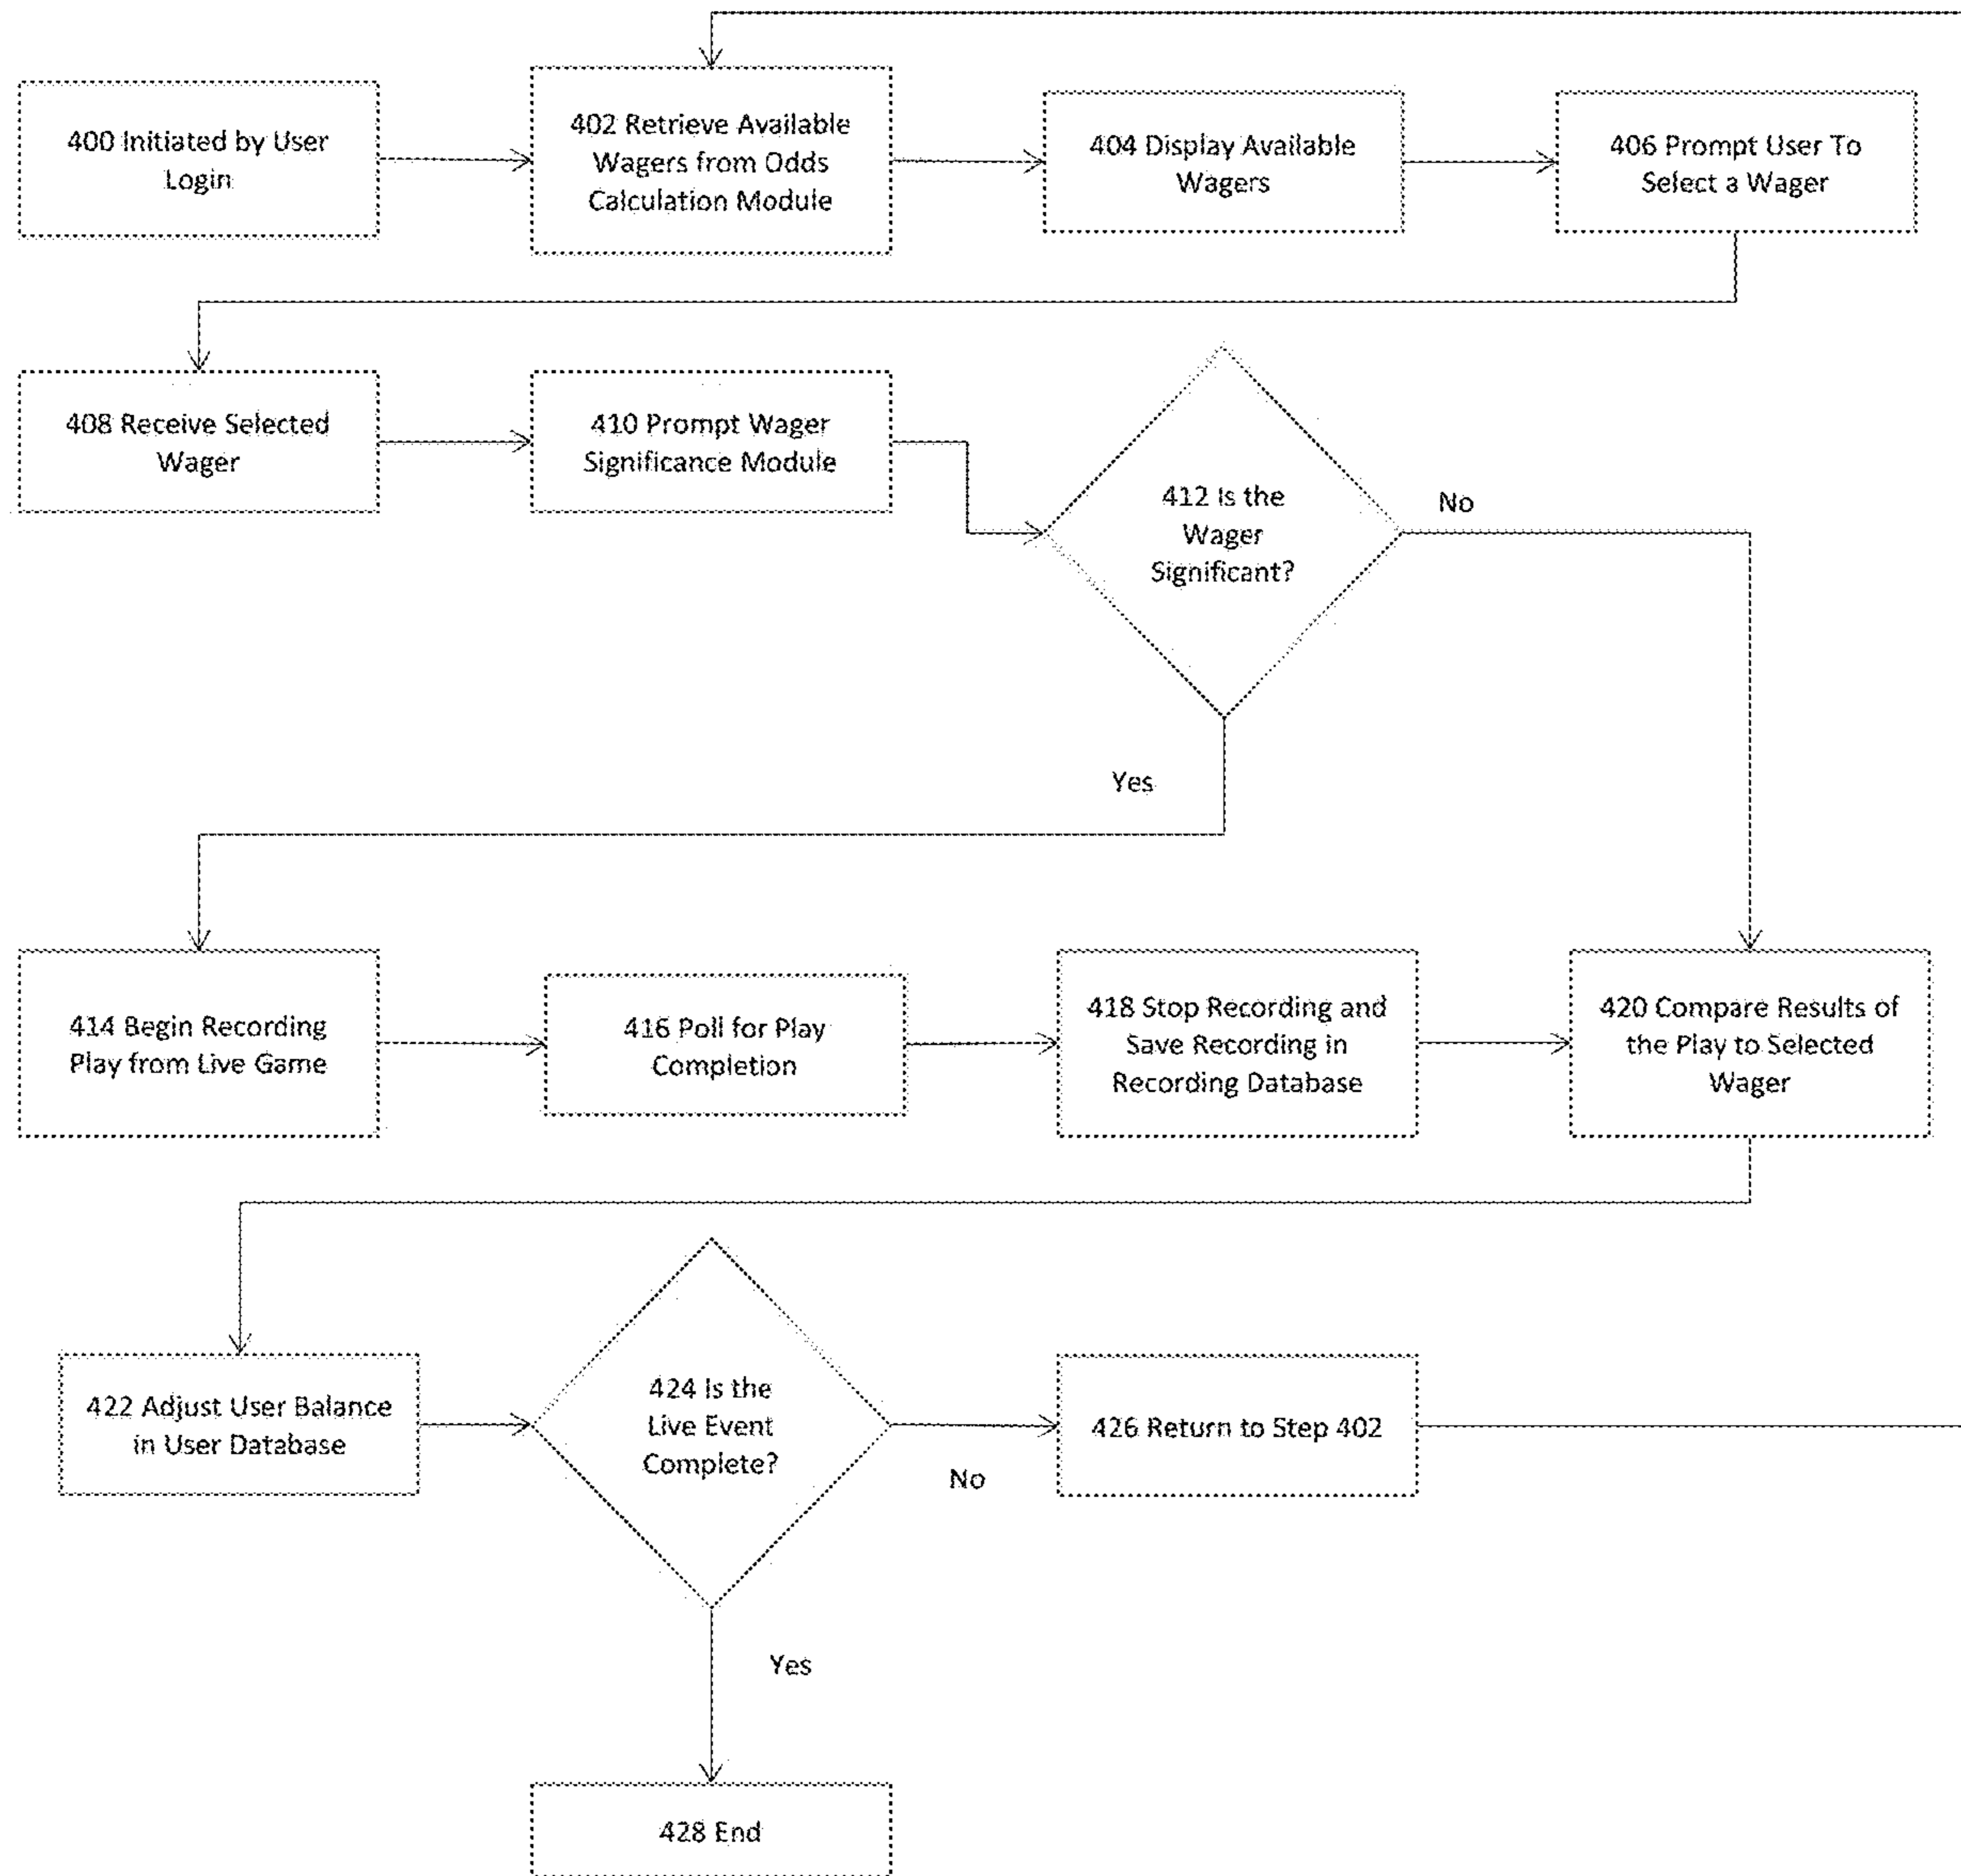 400 Initiated by User
Login
402 Retrieve Available
Wagers from Odds
Calculation Module
404 Display Available
Wagers
406 Prompt User To
Select a Wager
408 Receive Selected
Wager
410 Prompt Wager
Significance Module
412 Is the
Wager
Significant?
No
Yes
414 Begin Recording
Play from Live Game
416 Poll for Play
Completion
418 Stop Recording and
Save Recording in
Recording Database
420 Compare Results of
the Play to Selected
Wager
422 Adjust User Balance
in User Database
424 Is the
Live Event
Complete?
No
426 Return to Step 402
Yes
428 End